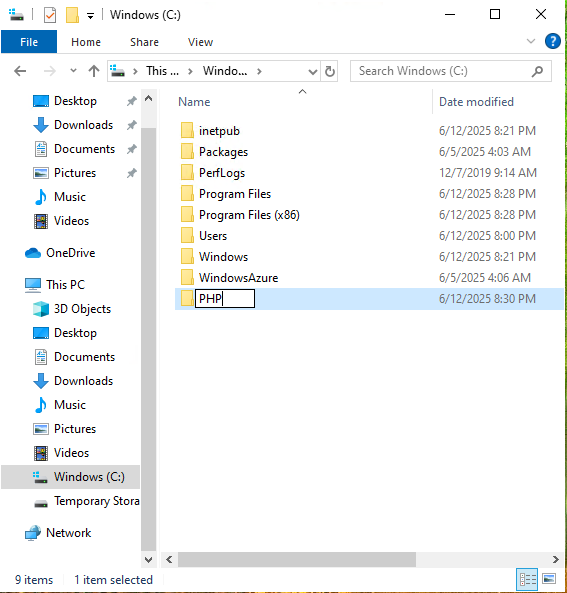 Windows (C:)
File Home Share View
This ... Windo... Search Windows (C:)
Name Date modified
Desktop
Downloads
Documents
Pictures
Music
Videos
OneDrive
This PC
3D Objects
Desktop
Documents
Downloads
Music
Pictures
Videos
Windows (C:)
Temporary Stora
Network
inetpub 6/12/2025 8:21 PM
Packages 6/5/2025 4:03 AM
PerfLogs 12/7/2019 9:14 AM
Program Files 6/12/2025 8:28 PM
Program Files (x86) 6/12/2025 8:28 PM
Users 6/12/2025 8:00 PM
Windows 6/12/2025 8:21 PM
WindowsAzure 6/5/2025 4:06 AM
PHP 6/12/2025 8:30 PM
9 items 1 item selected